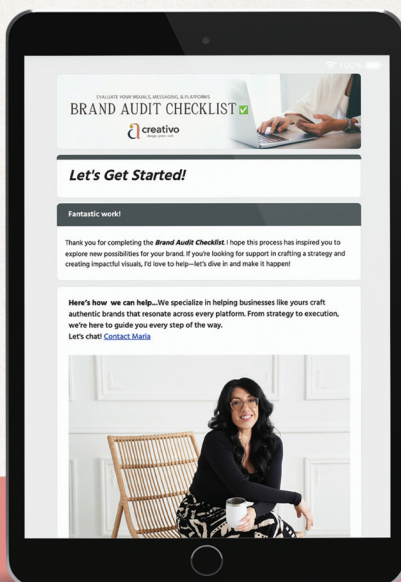 100%
EVALUATE YOUR VISUALS, MESSAGING, & PLATFORMS
BRAND AUDIT CHECKLIST ✅
creativo
design • print • web
Let's Get Started!
Fantastic work!
Thank you for completing the Brand Audit Checklist. I hope this process has inspired you to
explore new possibilities for your brand. If you're looking for support in crafting a strategy and
creating impactful visuals, I'd love to help—let's dive in and make it happen!
Here's how we can help...We specialize in helping businesses like yours craft
authentic brands that resonate across every platform. From strategy to execution,
we're here to guide you every step of the way.
Let's chat! Contact Maria